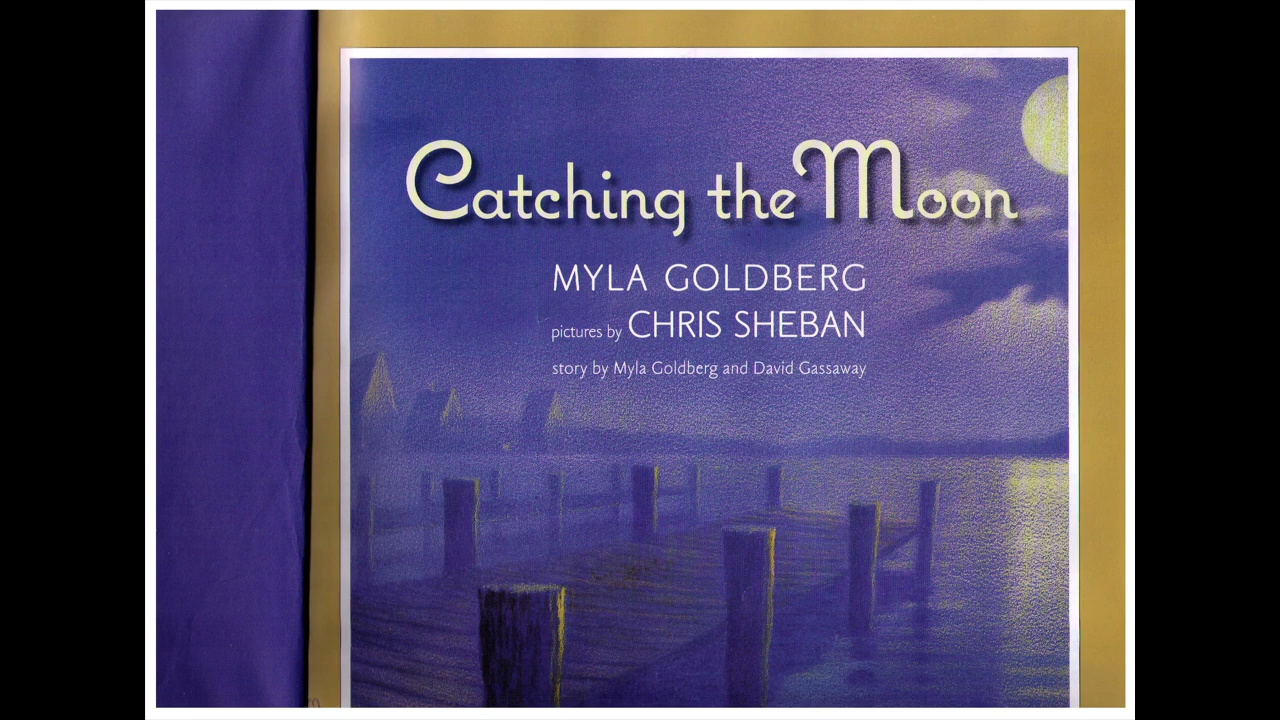 Catching the Moon
MYLA GOLDBERG
pictures by CHRIS SHEBAN
story by Myla Goldberg and David Gassaway